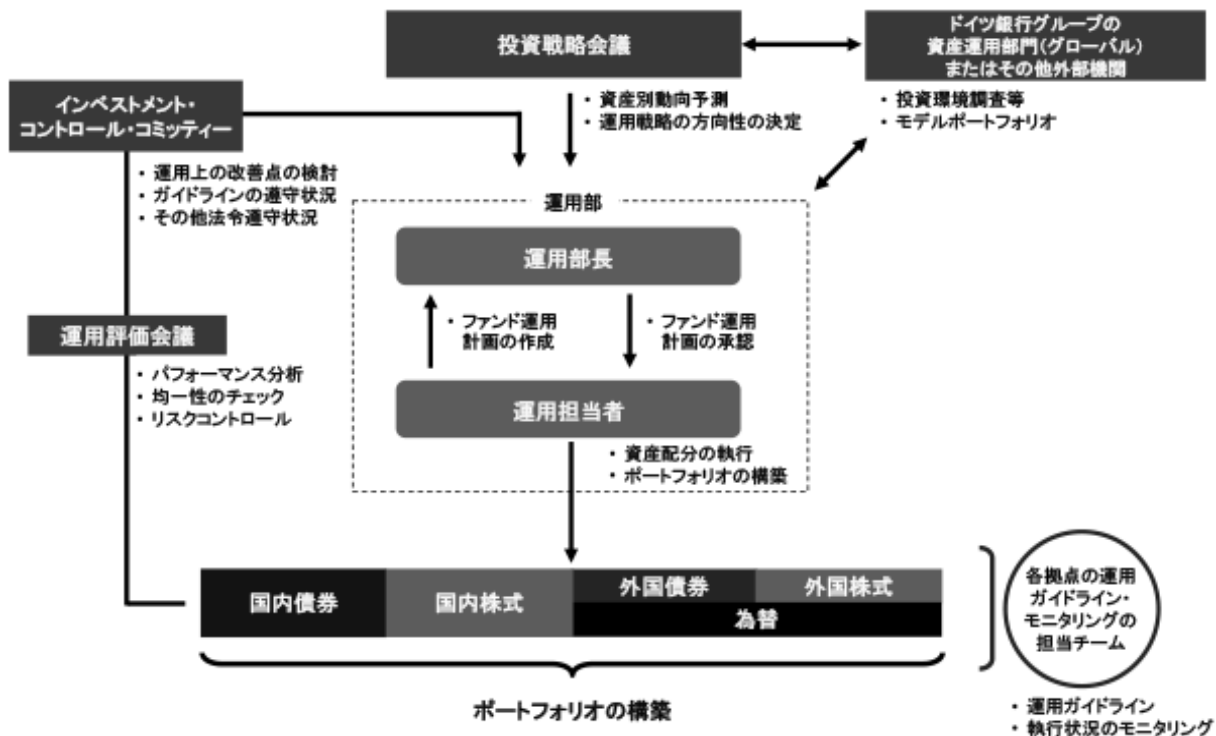 投資戦略会議
ドイツ銀行グループの
資産運用部門(グローバル)
またはその他外部機関
インベストメント・
コントロール・コミッティー
・ 資産別動向予測
・ 運用戦略の方向性の決定
・ 投資環境調査等
・ モデルポートフォリオ
・ 運用上の改善点の検討
・ ガイドラインの遵守状況
・ その他法令遵守状況
運用部
運用部長
・ ファンド運用
計画の作成
・ ファンド運用
計画の承認
運用評価会議
・ パフォーマンス分析
・ 均一性のチェック
・ リスクコントロール
運用担当者
・ 資産配分の執行
・ ポートフォリオの構築
国内債券
国内株式
外国債券
外国株式
為替
各拠点の運用
ガイドライン・
モニタリングの
担当チーム
ポートフォリオの構築
・ 運用ガイドライン
・ 執行状況のモニタリング